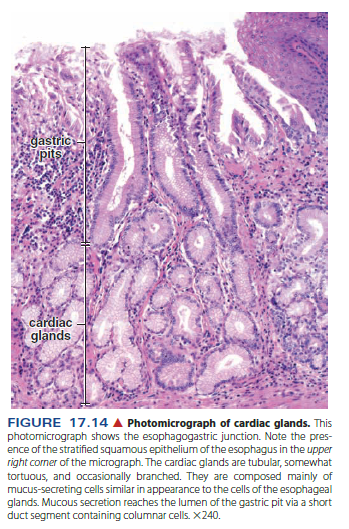 gastric
pits
cardiac
glands
FIGURE 17.14 ▲ Photomicrograph of cardiac glands. This
photomicrograph shows the esophagogastric junction. Note the pres-
ence of the stratified squamous epithelium of the esophagus in the upper
right corner of the micrograph. The cardiac glands are tubular, somewhat
tortuous, and occasionally branched. They are composed mainly of
mucus-secreting cells similar in appearance to the cells of the esophageal
glands. Mucous secretion reaches the lumen of the gastric pit via a short
duct segment containing columnar cells. ×240.